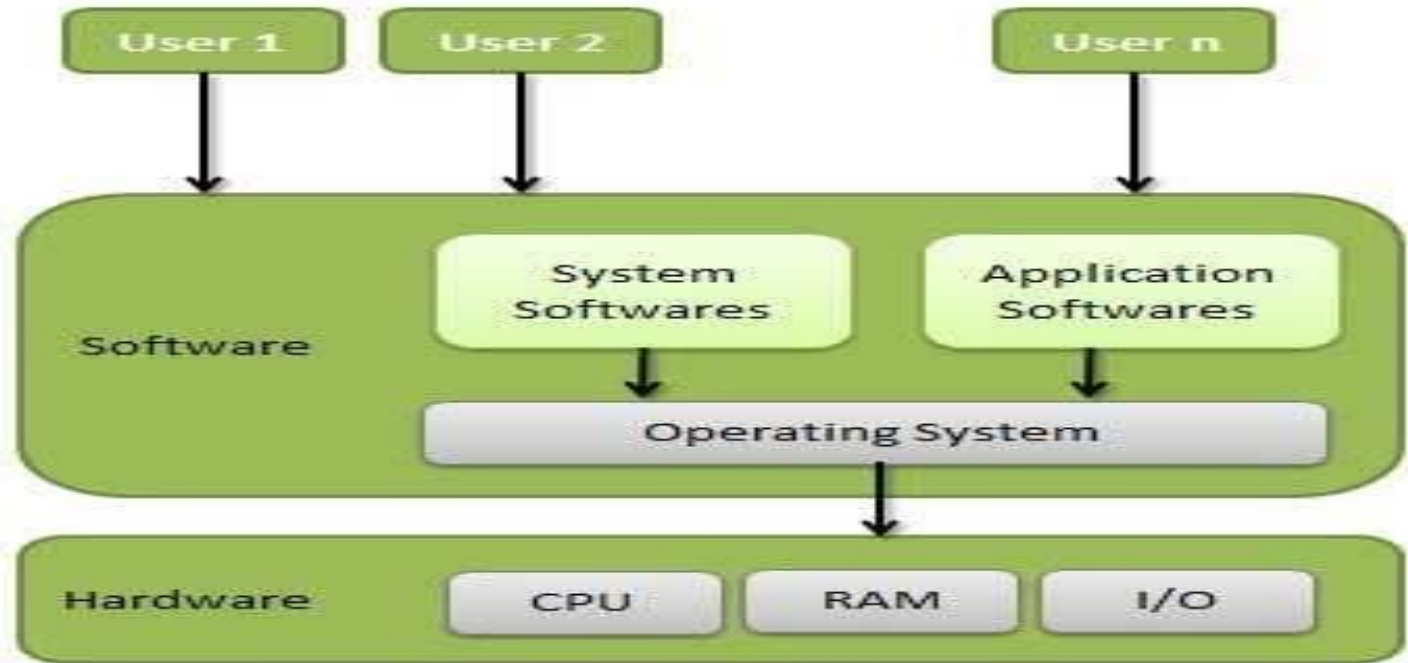 User 1
User 2
User n
System
Softwares
Application
Softwares
Software
Operating System
Hardware
CPU
RAM
I/O